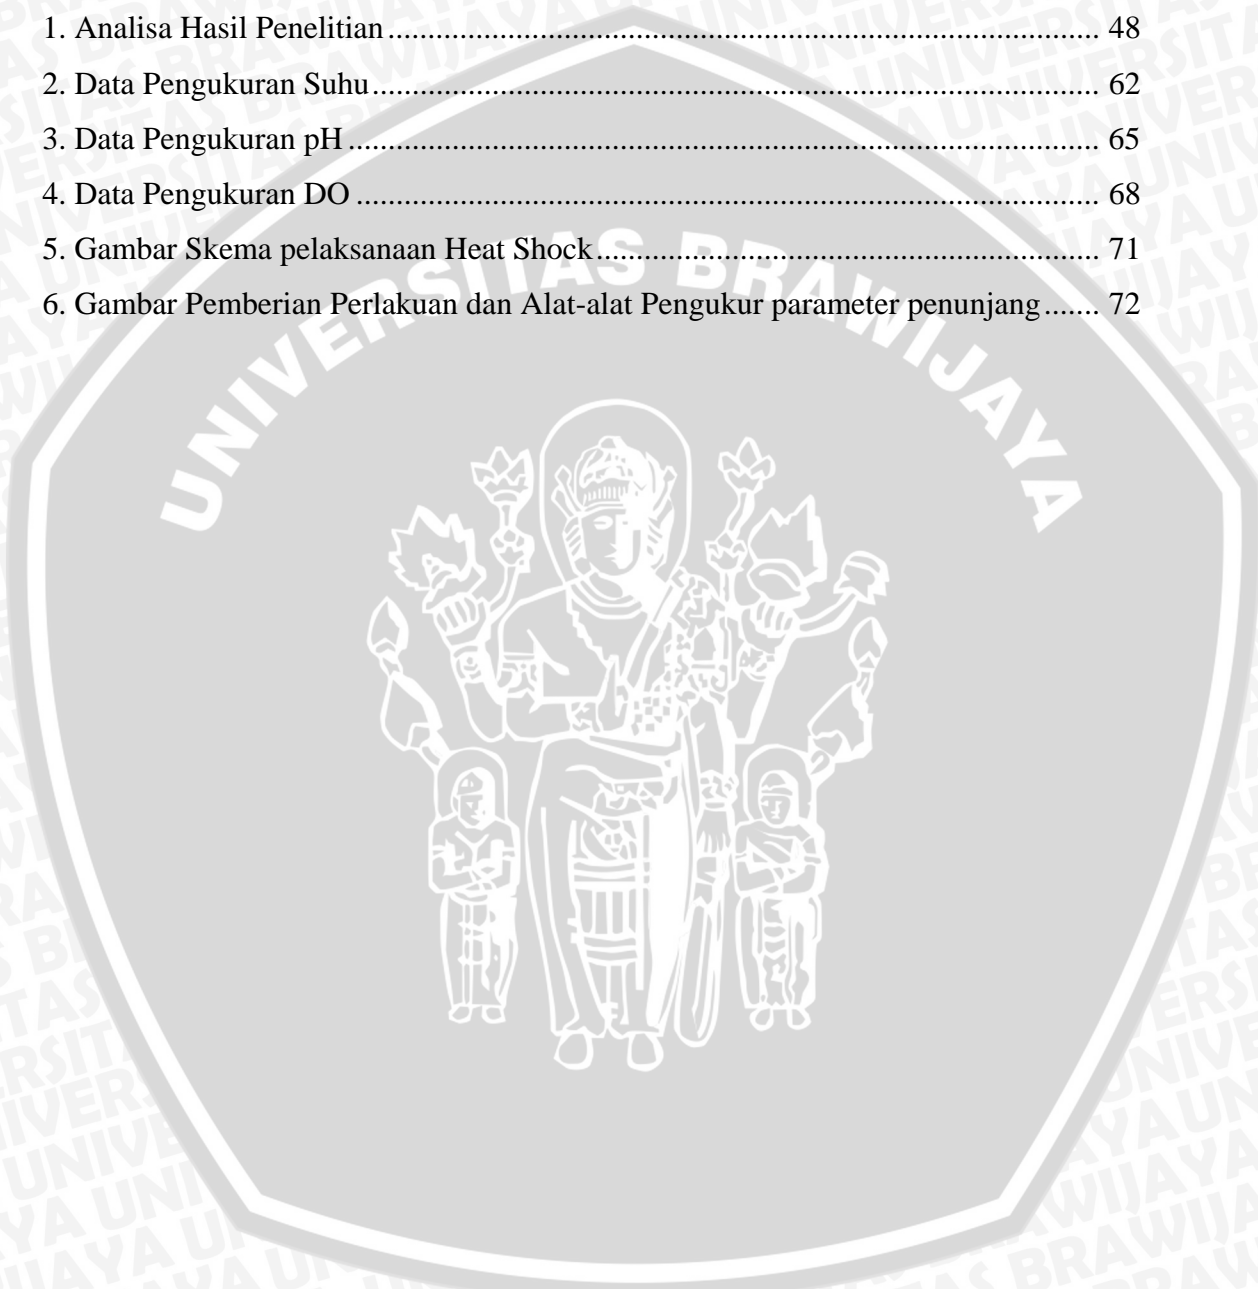 1. Analisa Hasil Penelitian ........................................................................................ 48
2. Data Pengukuran Suhu .......................................................................................... 62
3. Data Pengukuran pH ............................................................................................. 65
4. Data Pengukuran DO ............................................................................................ 68
5. Gambar Skema pelaksanaan Heat Shock .............................................................. 71
6. Gambar Pemberian Perlakuan dan Alat-alat Pengukur parameter penunjang ....... 72
UNIVERSITAS BRAWIJAYA